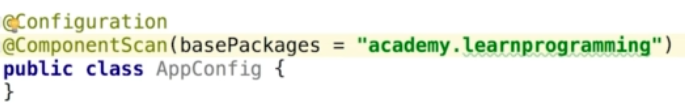 @Configuration
@ComponentScan(basePackages = "academy.learnprogramming")
public class AppConfig {
}